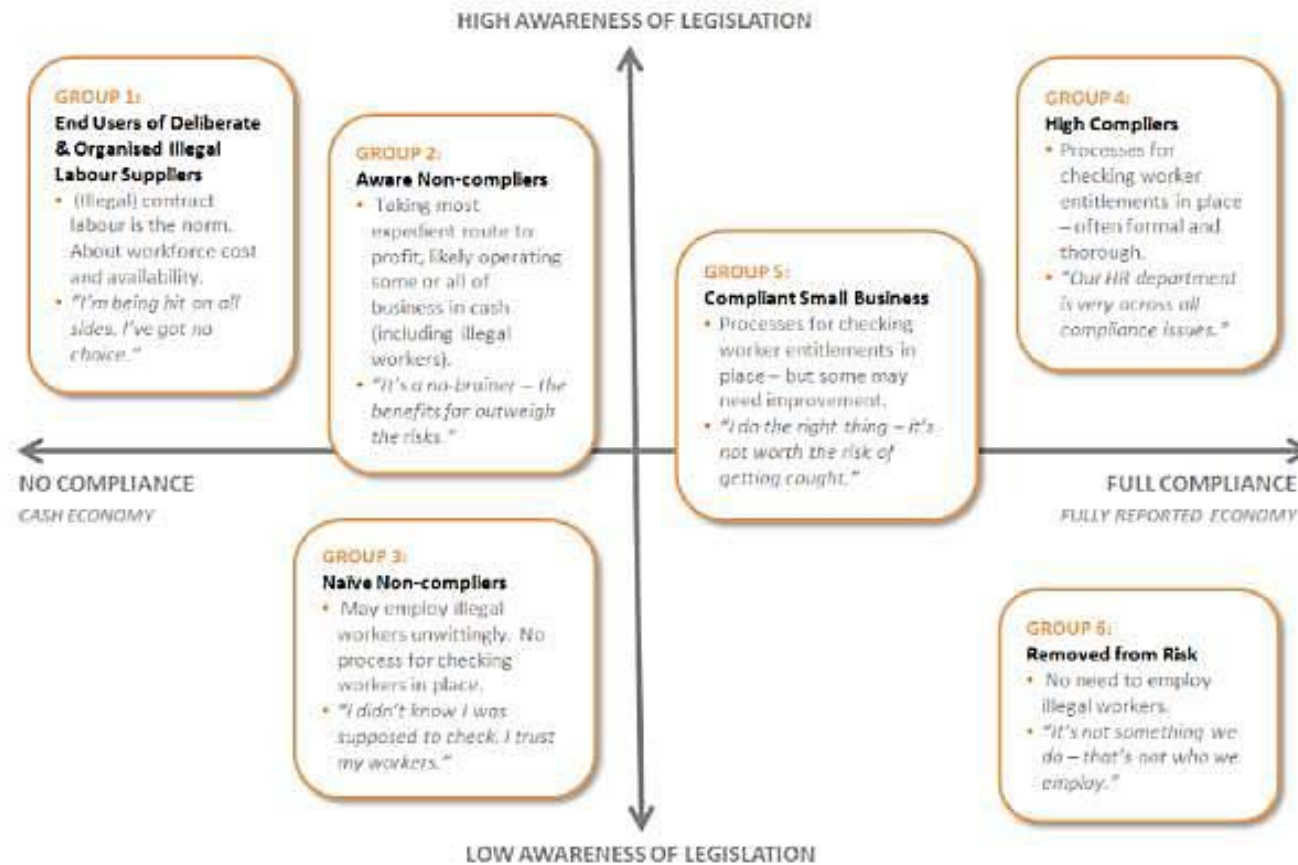 HIGH AWARENESS OF LEGISLATION
GROUP 1:
End Users of Deliberate
& Organised Illegal
Labour Suppliers
• (Illegal) contract
labour is the norm.
About workforce cost
and availability.
• "I'm being hit on all
sides. I've got no
choice."
GROUP 2:
Aware Non-compliers
• Taking most
expedient route to
profit, likely operating
some or all of
business in cash
(including illegal
workers).
• "It's a no-brainer – the
benefits far outweigh
the risks."
GROUP 5:
Compliant Small Business
• Processes for checking
worker entitlements in
place – but some may
need improvement.
• "I do the right thing – it's
not worth the risk of
getting caught."
GROUP 4:
High Compliers
• Processes for
checking worker
entitlements in place
– often formal and
thorough.
• "Our HR department
is very across all
compliance issues."
NO COMPLIANCE
CASH ECONOMY
FULL COMPLIANCE
FULLY REPORTED ECONOMY
GROUP 3:
Naïve Non-compliers
• May employ illegal
workers unwittingly. No
process for checking
workers in place.
• "I didn't know I was
supposed to check. I trust
my workers."
GROUP 6:
Removed from Risk
• No need to employ
illegal workers.
• "It's not something we
do – that's not who we
employ."
LOW AWARENESS OF LEGISLATION